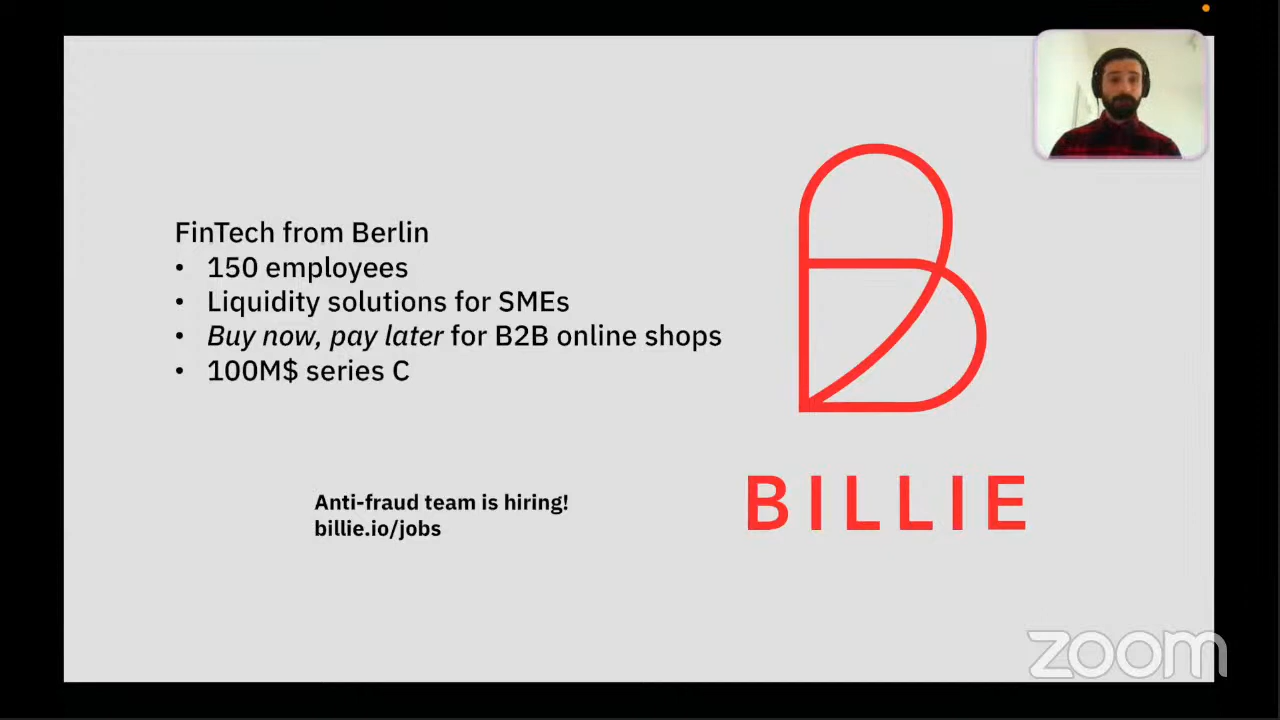 FinTech from Berlin
• 150 employees
• Liquidity solutions for SMEs
• Buy now, pay later for B2B online shops
• 100M$ series C
Anti-fraud team is hiring!
billie.io/jobs
BILLIE
zoom